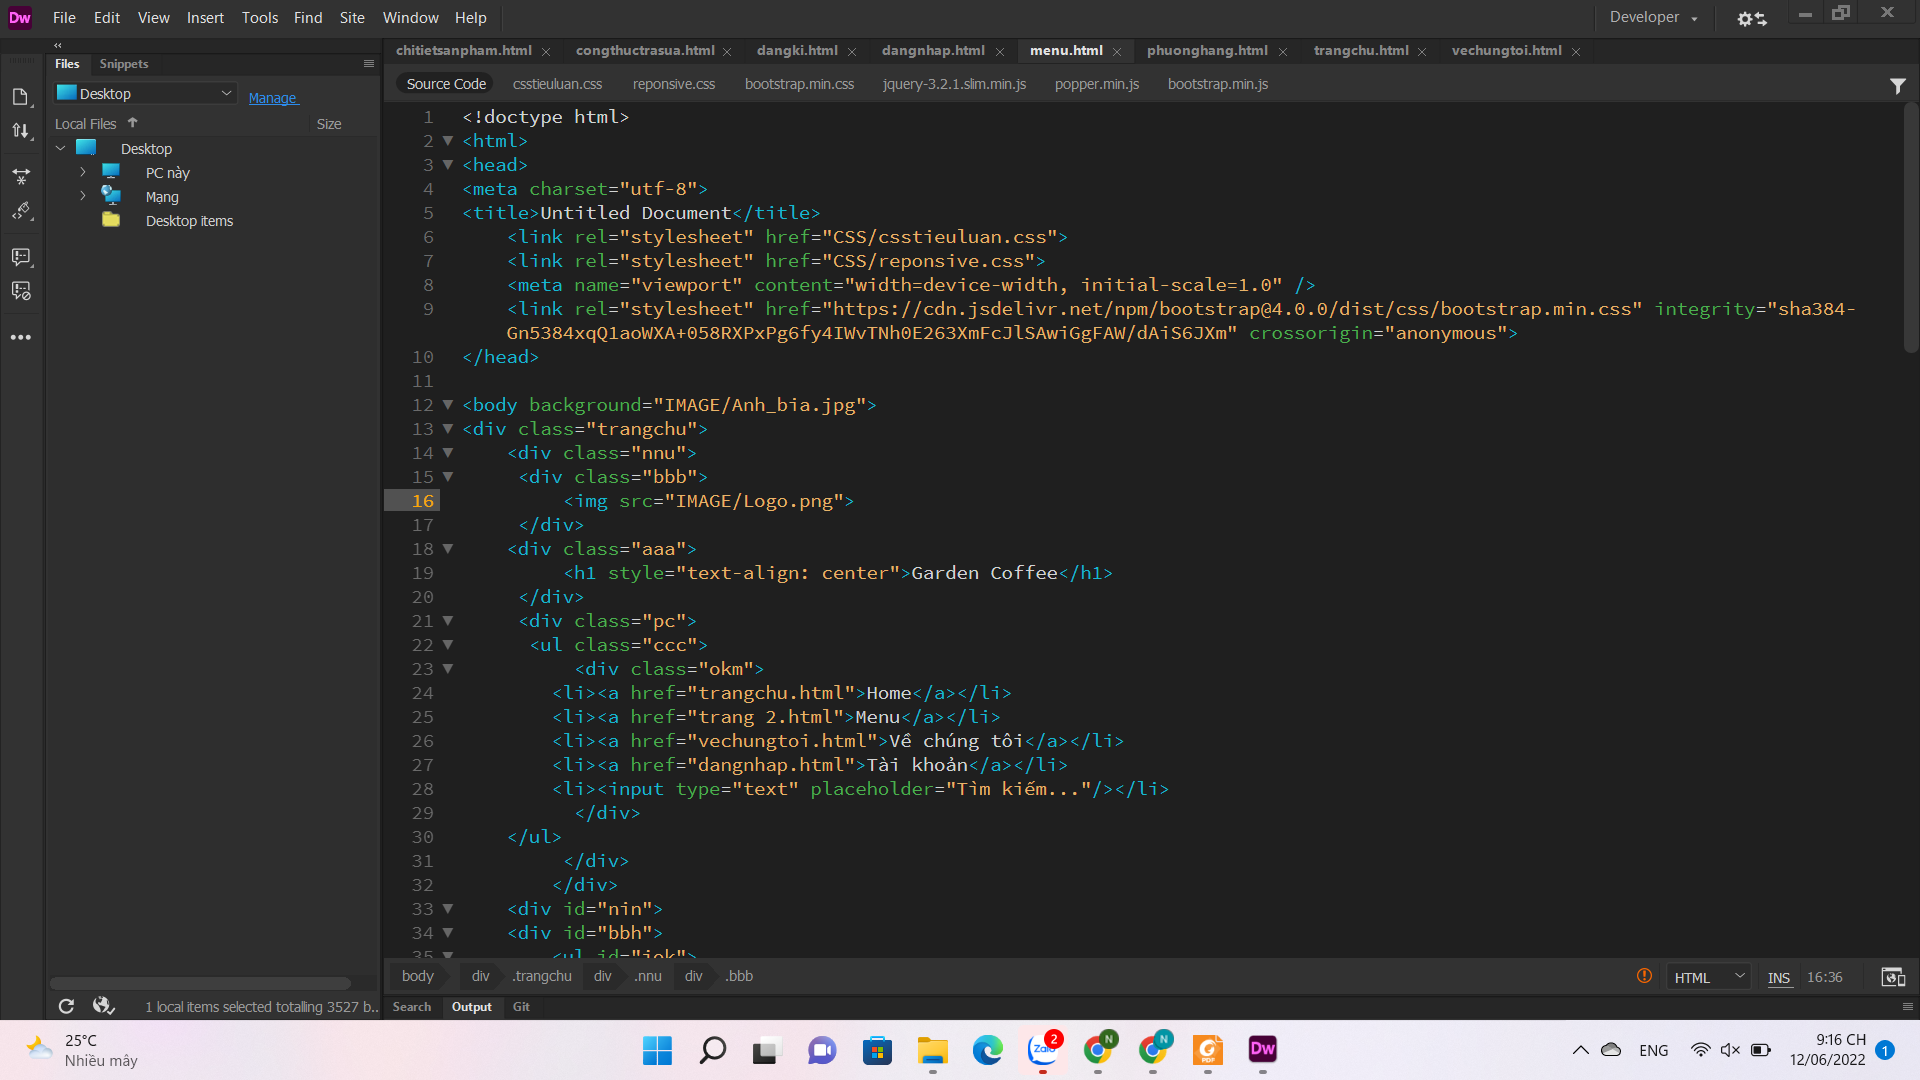 Dw File Edit View Insert Tools Find Site Window Help Developer
chitietsanpham.html congthuctrasua.html dangki.html dangnhap.html menu.html phuonghang.html trangchu.html vechungtoi.html
Files Snippets
Source Code csstieuluan.css reponsive.css bootstrap.min.css jquery-3.2.1.slim.min.js popper.min.js bootstrap.min.js
Desktop Manage
Local Files Size
Desktop
PC này
Mạng
Desktop items
1 <!doctype html>
2 <html>
3 <head>
4 <meta charset="utf-8">
5 <title>Untitled Document</title>
6 <link rel="stylesheet" href="CSS/csstieuluan.css">
7 <link rel="stylesheet" href="CSS/reponsive.css">
8 <meta name="viewport" content="width=device-width, initial-scale=1.0" />
9 <link rel="stylesheet" href="https://cdn.jsdelivr.net/npm/bootstrap@4.0.0/dist/css/bootstrap.min.css" integrity="sha384-
Gn5384xqQ1aoWXA+058RXPxPg6fy4IWvTNh0E263XmFcJlSAwiGgFAW/dAiS6JXm" crossorigin="anonymous">
10 </head>
11
12 <body background="IMAGE/Anh_bia.jpg">
13 <div class="trangchu">
14 <div class="nnu">
15 <div class="bbb">
16 <img src="IMAGE/Logo.png">
17 </div>
18 <div class="aaa">
19 <h1 style="text-align: center">Garden Coffee</h1>
20 </div>
21 <div class="pc">
22 <ul class="ccc">
23 <div class="okm">
24 <li><a href="trangchu.html">Home</a></li>
25 <li><a href="trang 2.html">Menu</a></li>
26 <li><a href="vechungtoi.html">Về chúng tôi</a></li>
27 <li><a href="dangnhap.html">Tài khoản</a></li>
28 <li><input type="text" placeholder="Tìm kiếm..."/></li>
29 </div>
30 </ul>
31 </div>
32 </div>
33 <div id="nin">
34 <div id="bbh">
35 <ul id="jok">
body div .trangchu div .nnu div .bbb HTML INS 16:36
1 local items selected totalling 3527 b...
Search Output Git
25°C
Nhiều mây
Zalo 2 N N PDF Dw
ENG
9:16 CH
12/06/2022
1